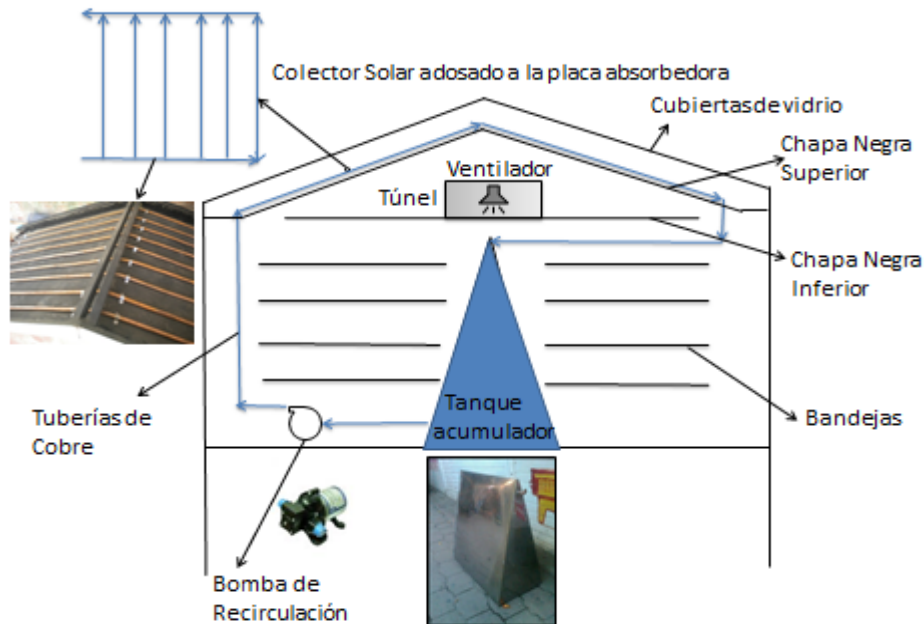 Colector Solar adosado a la placa absorbedora
Cubiertas de vidrio
Chapa Negra
Superior
Ventilador
Túnel
Chapa Negra
Inferior
Tanque
acumulador
Bandejas
Tuberías de
Cobre
Bomba de
Recirculación